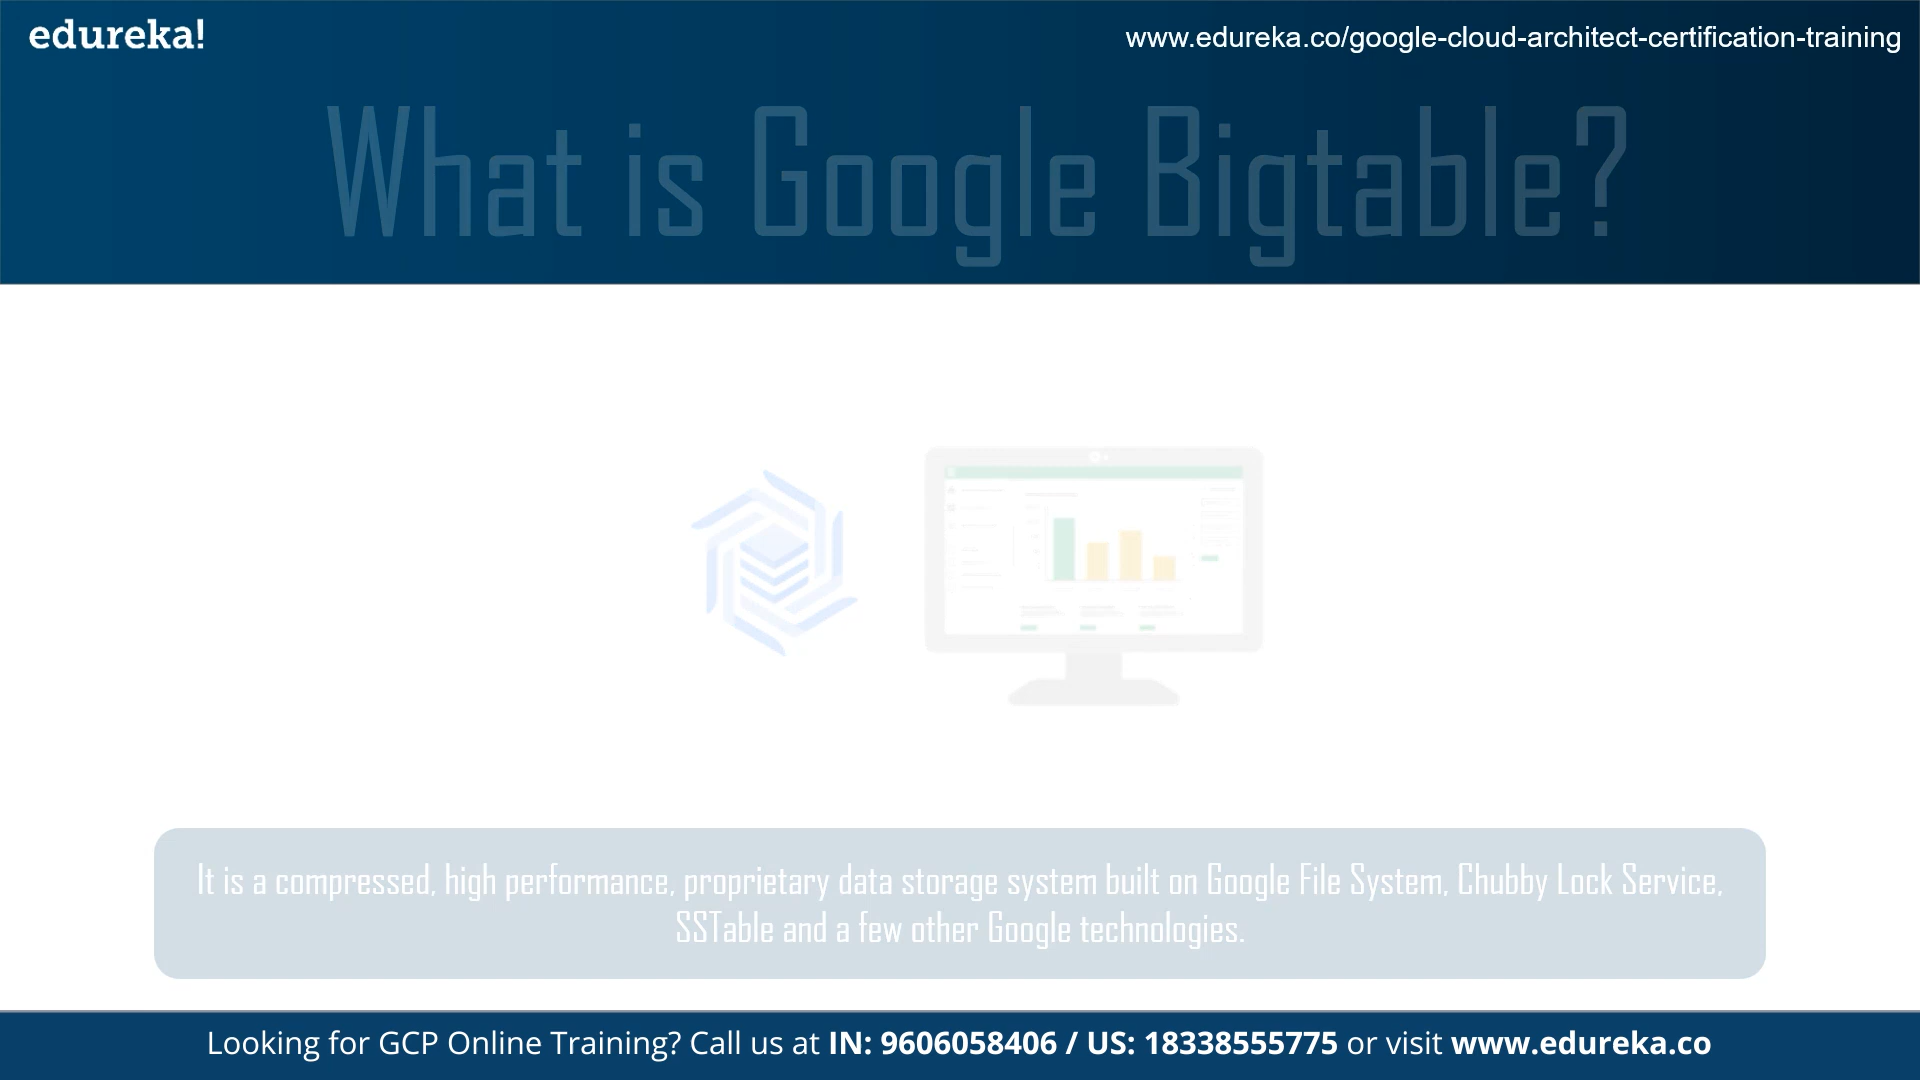 edureka!
www.edureka.co/google-cloud-architect-certification-training
What is Google Bigtable?
It is a compressed, high performance, proprietary data storage system built on Google File System, Chubby Lock Service,
SSTable and a few other Google technologies.
Looking for GCP Online Training? Call us at IN: 9606058406 / US: 18338555775 or visit www.edureka.co